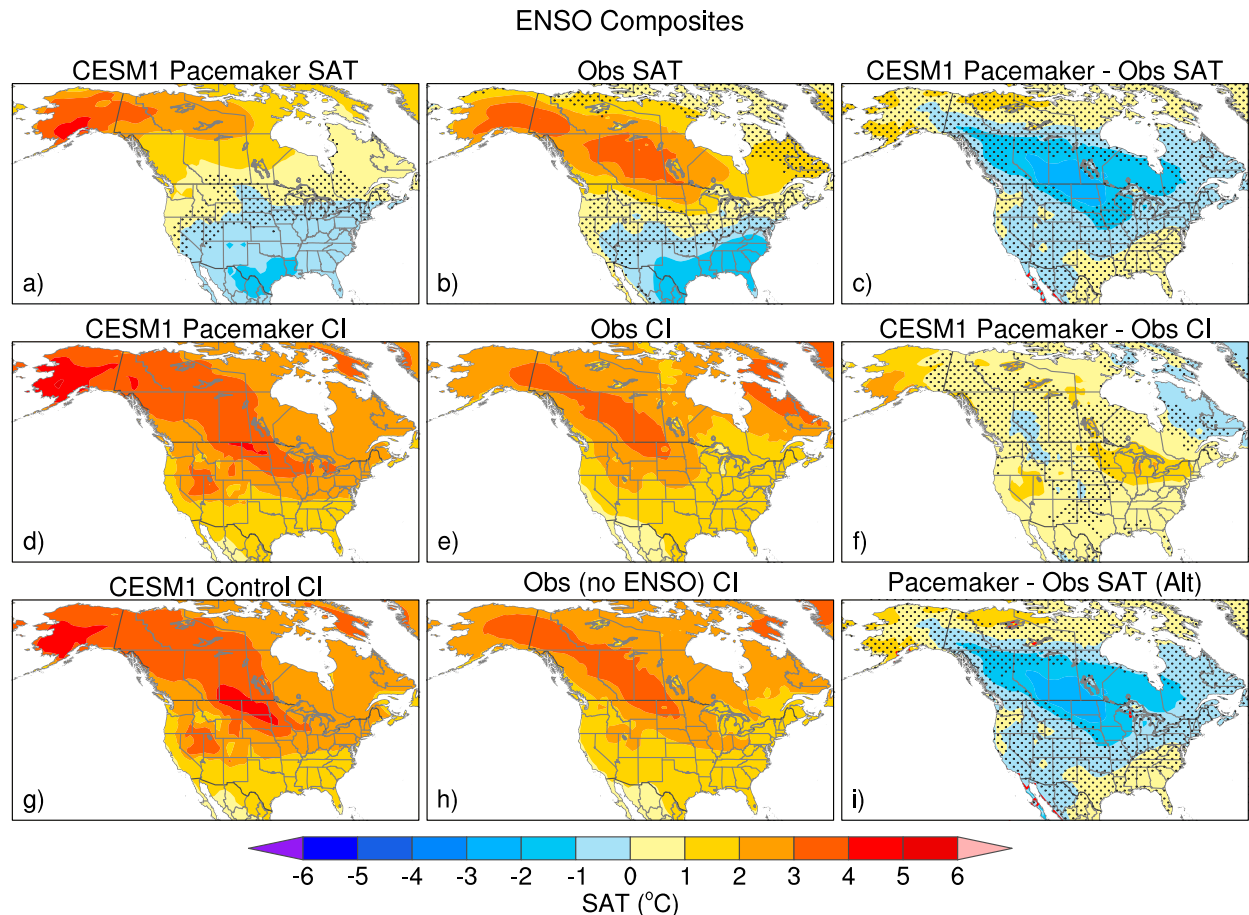 ENSO Composites
CESM1 Pacemaker SAT
Obs SAT
CESM1 Pacemaker - Obs SAT
a)
b)
c)
CESM1 Pacemaker CI
Obs CI
CESM1 Pacemaker - Obs CI
d)
e)
f)
CESM1 Control CI
Obs (no ENSO) CI
Pacemaker - Obs SAT (Alt)
g)
h)
i)
-6 -5 -4 -3 -2 -1 0 1 2 3 4 5 6
SAT (°C)